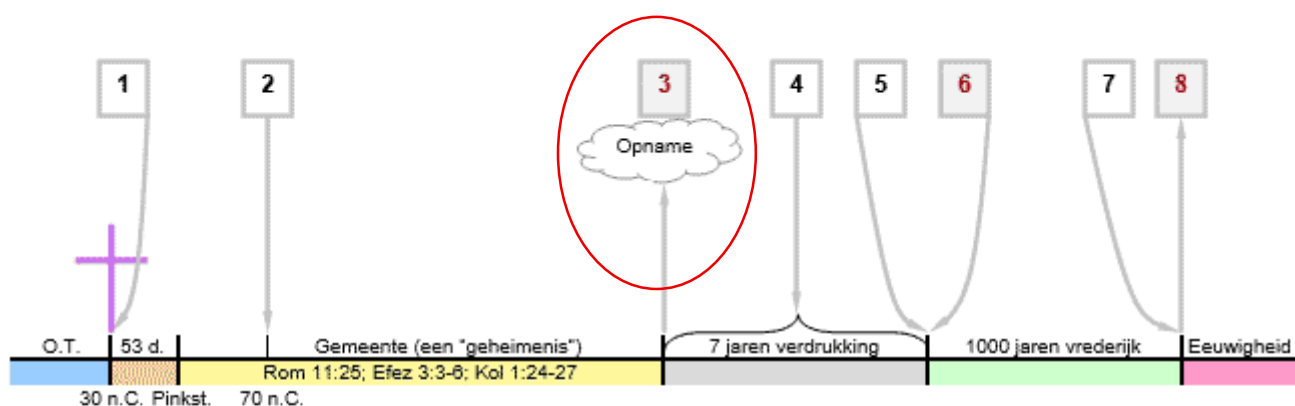 1 2 3 4 5 6 7 8
Opname
O.T. 53 d. Gemeente (een "geheimenis") 7 jaren verdrukking 1000 jaren vrederijk Eeuwigheid
Rom 11:25; Efez 3:3-6; Kol 1:24-27
30 n.C. Pinkst. 70 n.C.